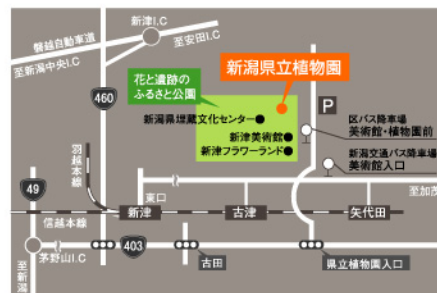 新津I.C
磐越自動車道
至新潟中央I.C
至安田I.C
花と遺跡の
ふるさと公園
新潟県立植物園
460
新潟県埋蔵文化センター
P
新津美術館
新津フラワーランド
区バス降車場
美術館・植物園前
新潟交通バス降車場
美術館入口
49
羽越本線
東口
至加茂
信越本線
新津
古津
矢代田
茅野山I.C
403
至新潟
古田
県立植物園入口